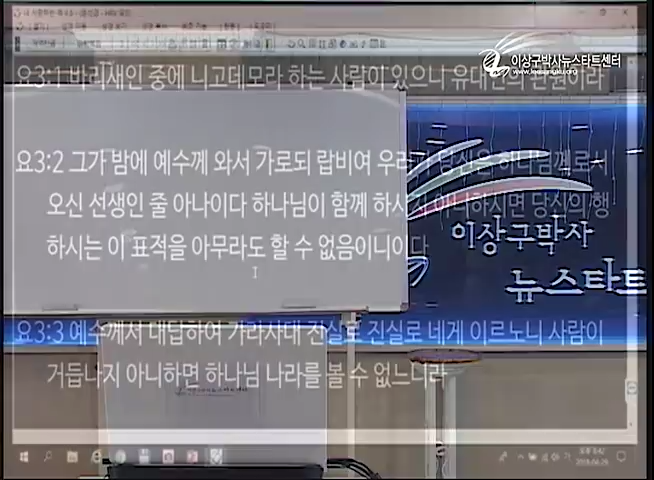 이상구박사뉴스타트센터
요3:1 바리새인 중에 니고데모라 하는 사람이 있으니 유대인의 관원이라
요3:2 그가 밤에 예수께 와서 가로되 랍비여 우리가 당신은 하나님께로서
오신 선생인 줄 아나이다 하나님이 함께 하시지 아니하시면 당신의 행
하시는 이 표적을 아무라도 할 수 없음이니이다
이상구박사
뉴스타트
요3:3 예수께서 대답하여 가라사대 진실로 진실로 네게 이르노니 사람이
거듭나지 아니하면 하나님 나라를 볼 수 없느니라